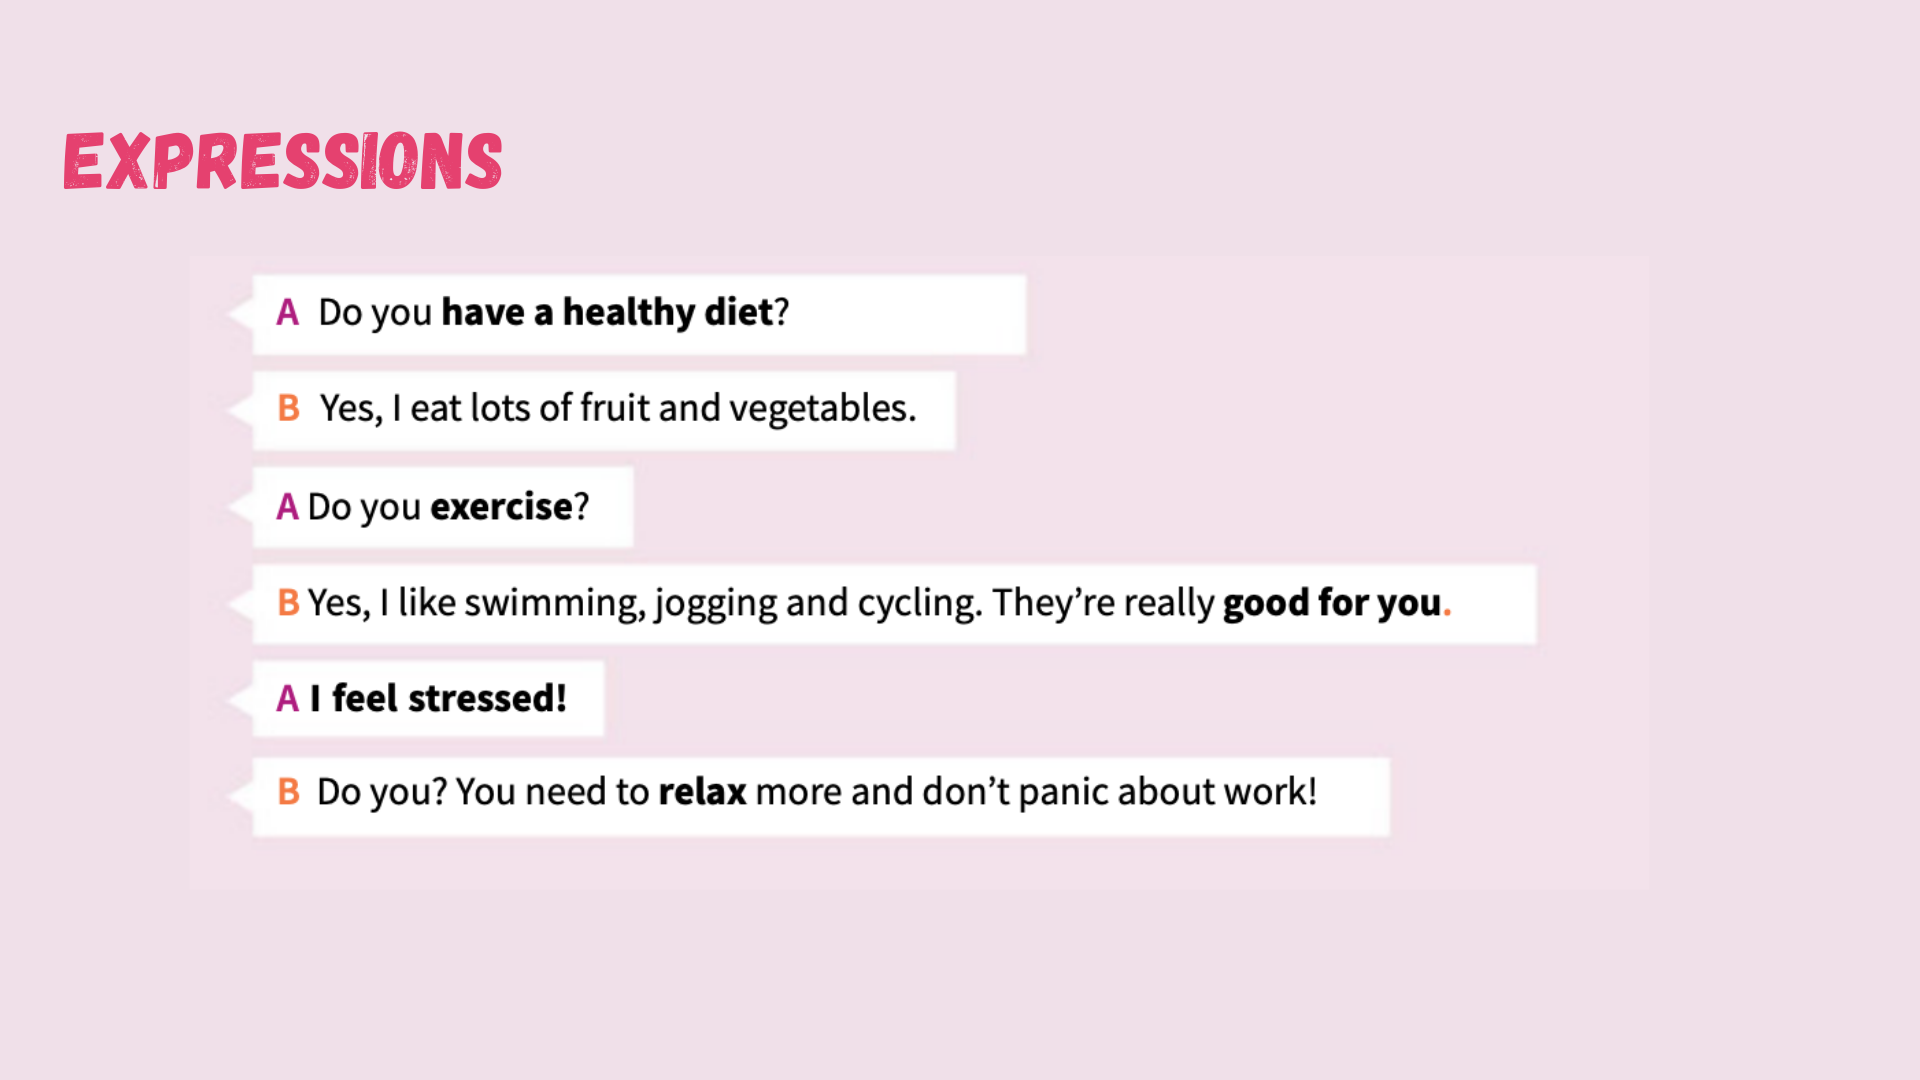 EXPRESSIONS
A Do you have a healthy diet?
B Yes, I eat lots of fruit and vegetables.
A Do you exercise?
B Yes, I like swimming, jogging and cycling. They’re really good for you.
A I feel stressed!
B Do you? You need to relax more and don’t panic about work!